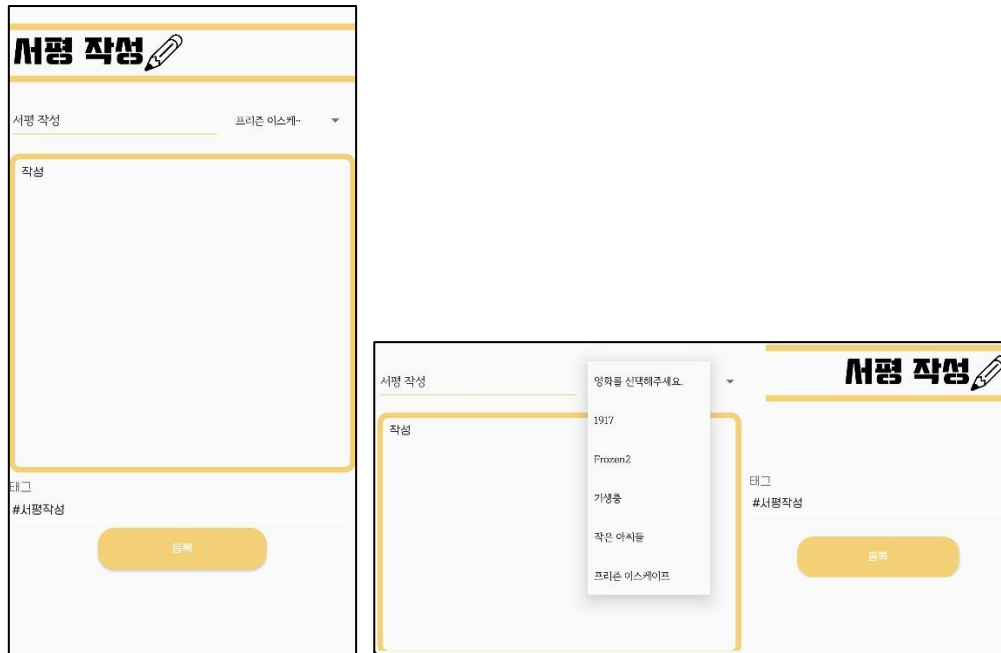 서평 작성
서평 작성
프리즌 이스케··
작성
태그
#서평작성
등록
서평 작성
서평 작성
영화를 선택해주세요.
1917
Frozen2
기생충
작은 아씨들
프리즌 이스케이프
작성
태그
#서평작성
등록